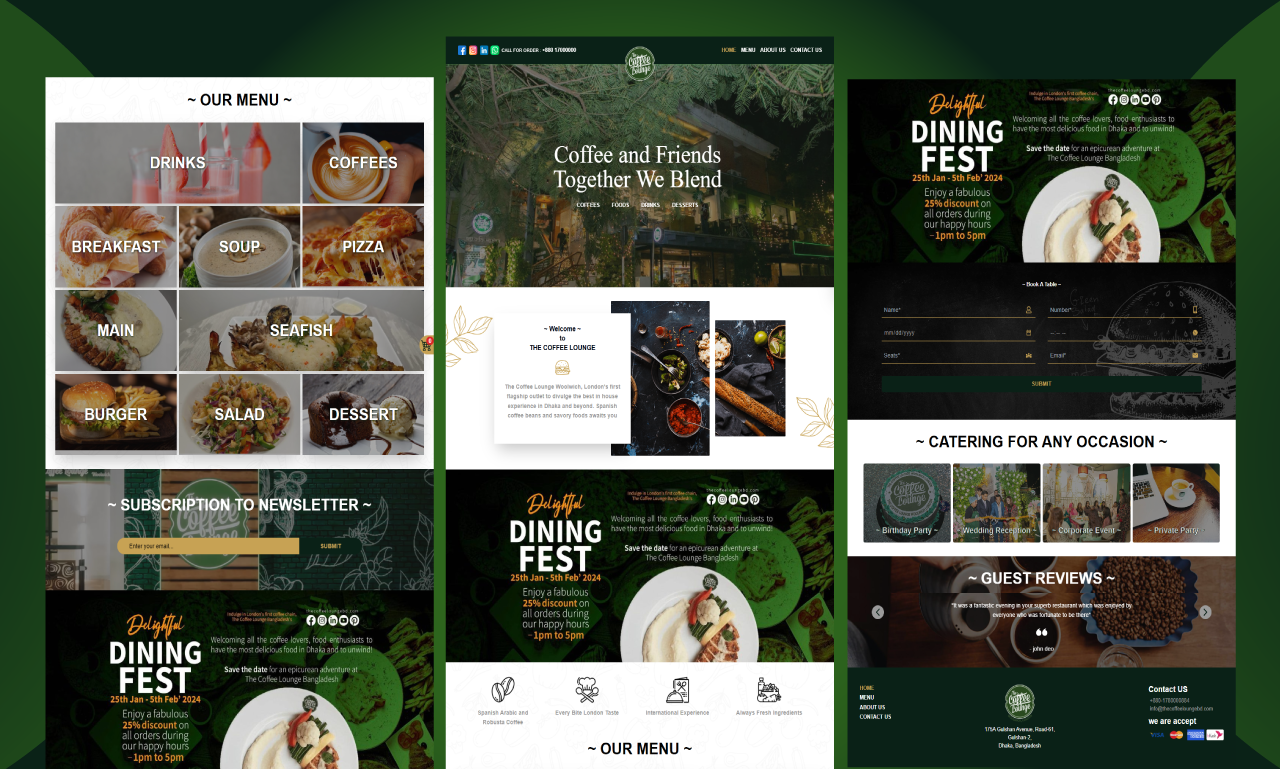 ~ OUR MENU ~
DRINKS
COFFEES
BREAKFAST
SOUP
PIZZA
MAIN
SEAFISH
BURGER
SALAD
DESSERT
~ SUBSCRIPTION TO NEWSLETTER ~
Enter your email...
SUBMIT
Delightful
DINING
FEST
25th Jan - 5th Feb' 2024
Enjoy a fabulous
25% discount on
all orders during
our happy hours
~ 1pm to 5pm
Indulge in London's first coffee chain,
The Coffee Lounge Bangladesh's
thecoffeeloungebd.com
Welcoming all the coffee lovers, food enthusiasts to
have the most delicious food in Dhaka and to unwind!
Save the date for an epicurean adventure at
The Coffee Lounge Bangladesh
CALL FOR ORDER : +880 17000000
The
Coffee
Lounge
HOME MENU ABOUT US CONTACT US
Coffee and Friends
Together We Blend
COFFEES FOODS DRINKS DESSERTS
~ Welcome ~
to
THE COFFEE LOUNGE
The Coffee Lounge Woolwich, London's first
flagship outlet to divulge the best in house
experience in Dhaka and beyond. Spanish
coffee beans and savory foods awaits you
Delightful
DINING
FEST
25th Jan - 5th Feb' 2024
Enjoy a fabulous
25% discount on
all orders during
our happy hours
~ 1pm to 5pm
Indulge in London's first coffee chain,
The Coffee Lounge Bangladesh's
thecoffeeloungebd.com
Welcoming all the coffee lovers, food enthusiasts to
have the most delicious food in Dhaka and to unwind!
Save the date for an epicurean adventure at
The Coffee Lounge Bangladesh
Spanish Arabic and
Robusta Coffee
Every Bite London Taste
International Experience
Always Fresh Ingredients
~ OUR MENU ~
Delightful
DINING
FEST
25th Jan - 5th Feb' 2024
Enjoy a fabulous
25% discount on
all orders during
our happy hours
~ 1pm to 5pm
Indulge in London's first coffee chain,
The Coffee Lounge Bangladesh's
thecoffeeloungebd.com
Welcoming all the coffee lovers, food enthusiasts to
have the most delicious food in Dhaka and to unwind!
Save the date for an epicurean adventure at
The Coffee Lounge Bangladesh
~ Book A Table ~
Name*
Number*
mm/dd/yyyy
--:-- --
Seats*
Email*
SUBMIT
~ CATERING FOR ANY OCCASION ~
~ Birthday Party ~
~ Wedding Reception ~
~ Corporate Event ~
~ Private Party ~
~ GUEST REVIEWS ~
"It was a fantastic evening in your superb restaurant which was enjoyed by
everyone who was fortunate to be there"
- john deo
HOME
MENU
ABOUT US
CONTACT US
The
Coffee
Lounge
175A Gulshan Avenue, Road-61,
Gulshan-2,
Dhaka, Bangladesh
Contact US
+880-1700000004
info@thecoffeeloungebd.com
we are accept
VISA